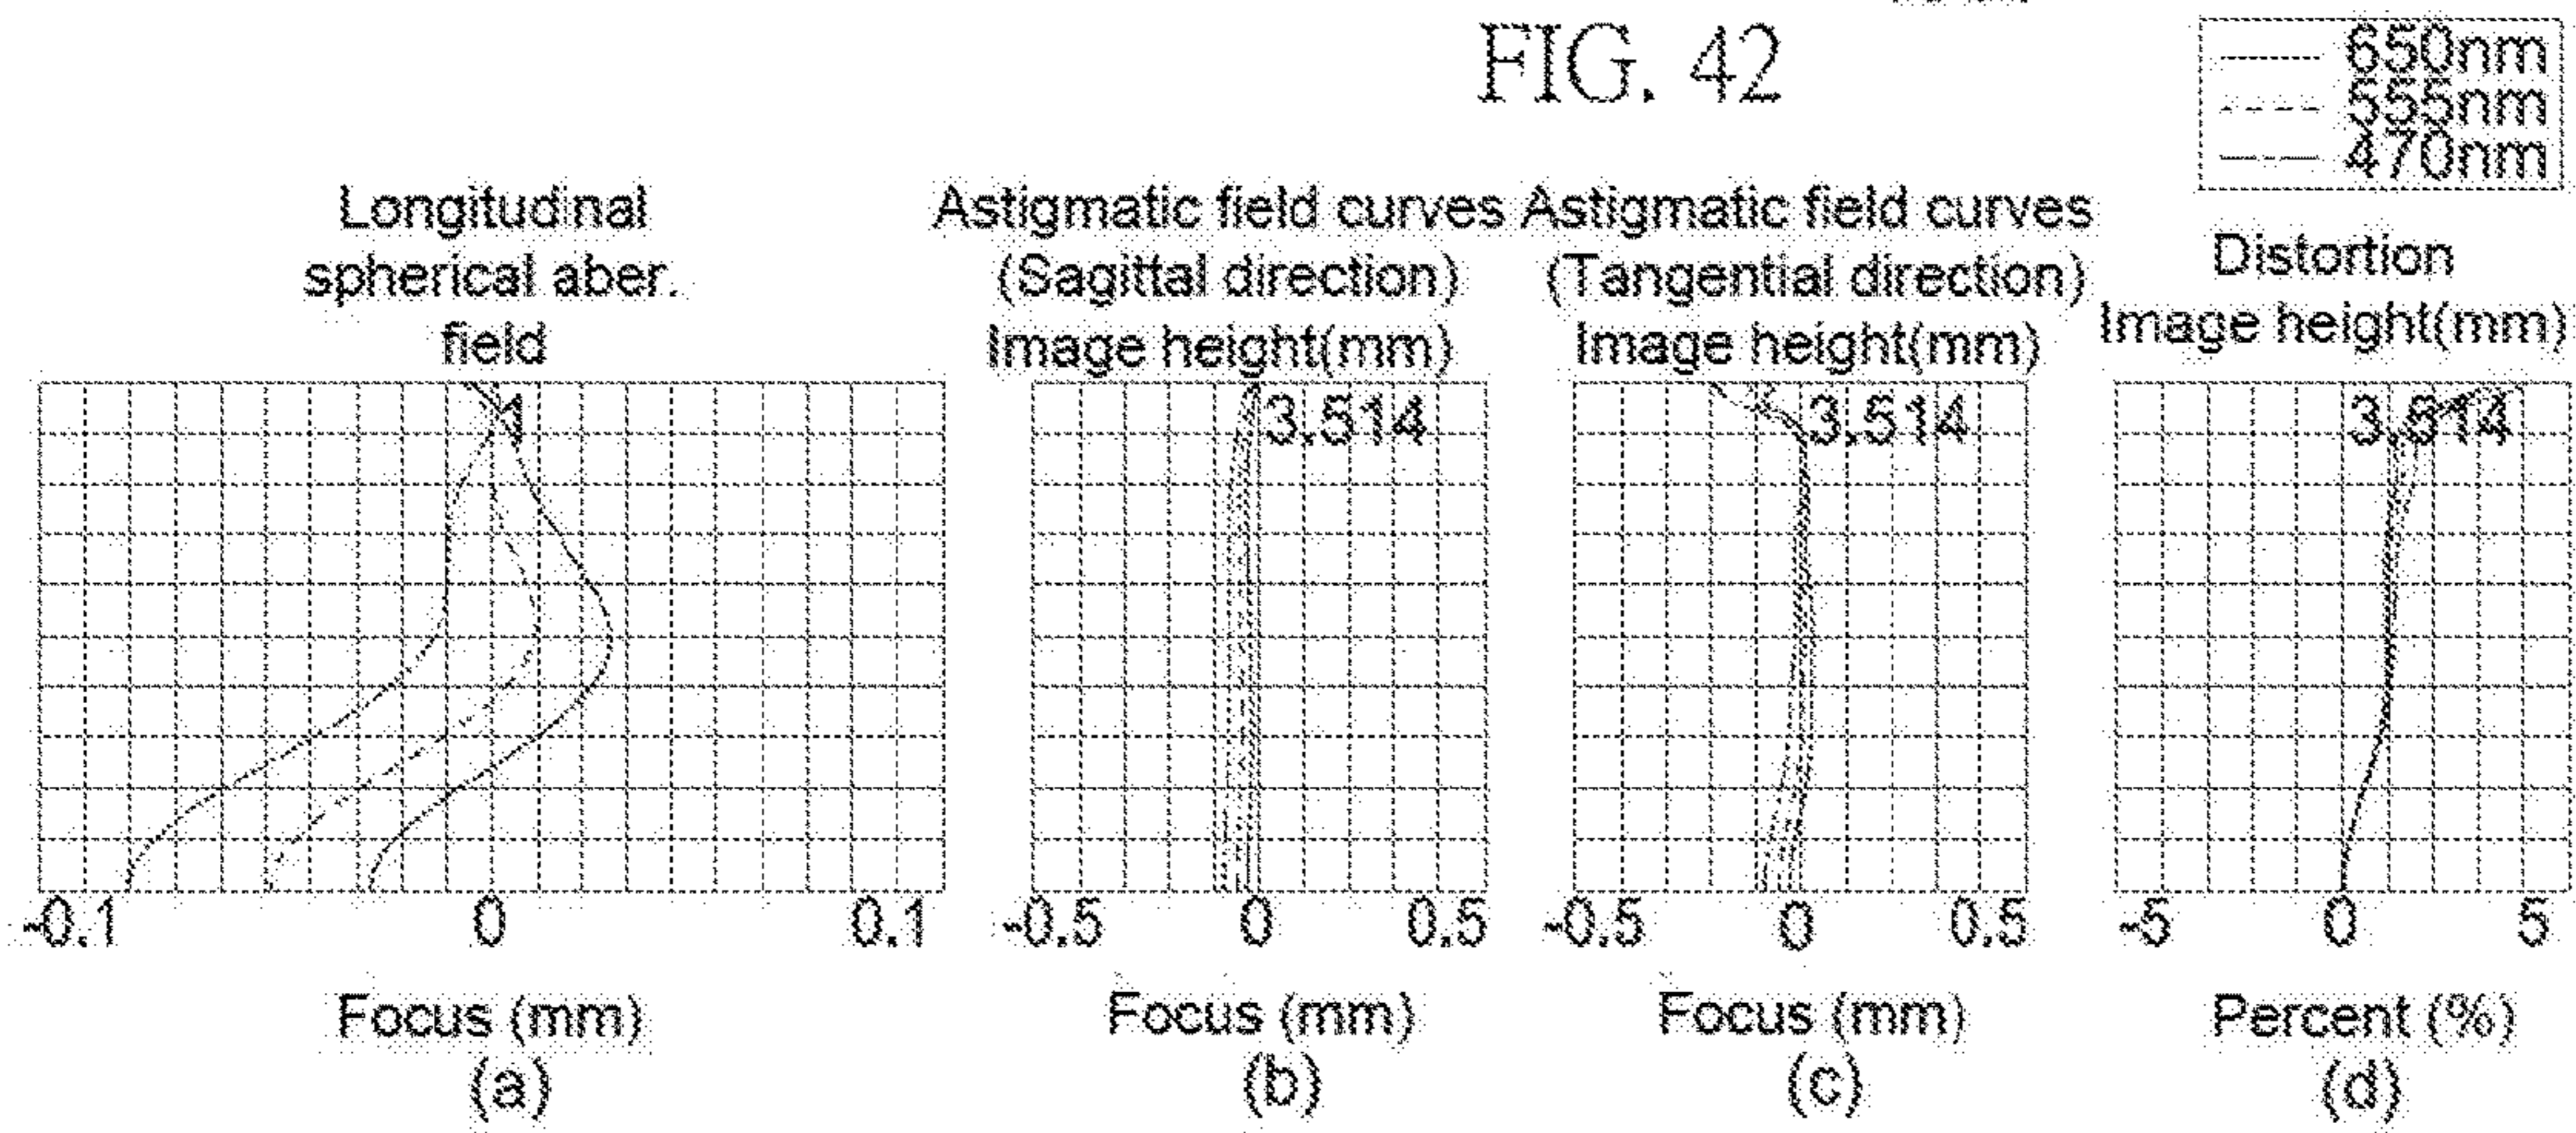 FIG. 42
650nm
555nm
470nm
Longitudinal
spherical aber.
field
Astigmatic field curves
(Sagittal direction)
Image height(mm)
Astigmatic field curves
(Tangential direction)
Image height(mm)
Distortion
Image height(mm)
1
3.514
3.514
3.514
-0.1
0
0.1
-0.5
0
0.5
-0.5
0
0.5
-5
0
5
Focus (mm)
Focus (mm)
Focus (mm)
Percent (%)
(a)
(b)
(c)
(d)